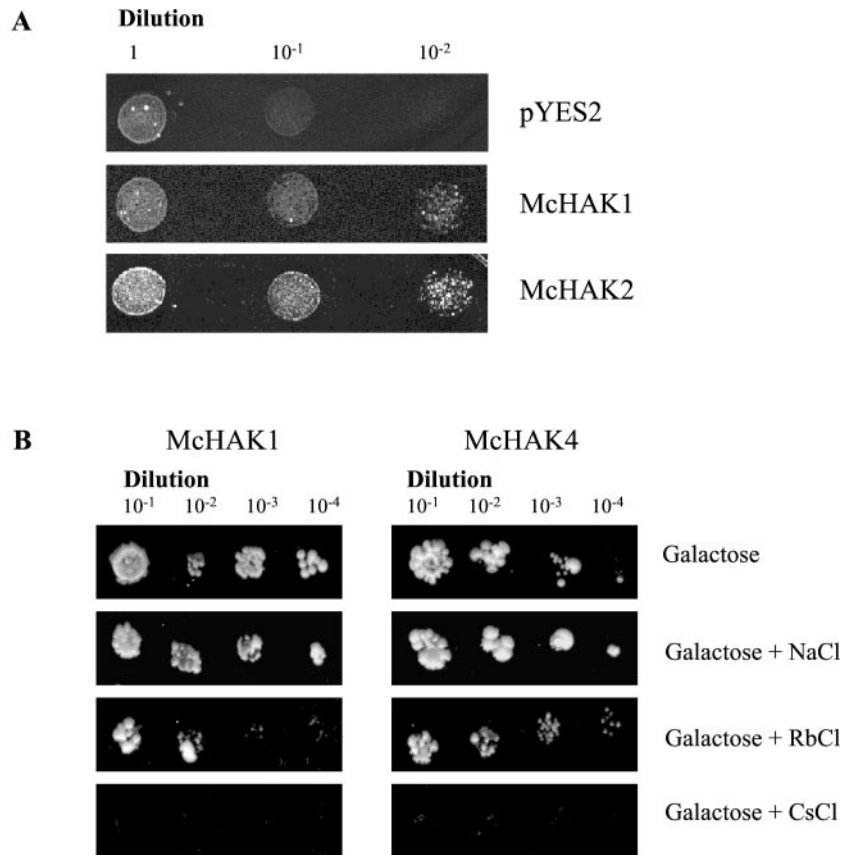 A
Dilution
1 10⁻¹ 10⁻²
pYES2
McHAK1
McHAK2
B
McHAK1 McHAK4
Dilution Dilution
10⁻¹ 10⁻² 10⁻³ 10⁻⁴ 10⁻¹ 10⁻² 10⁻³ 10⁻⁴
Galactose
Galactose + NaCl
Galactose + RbCl
Galactose + CsCl